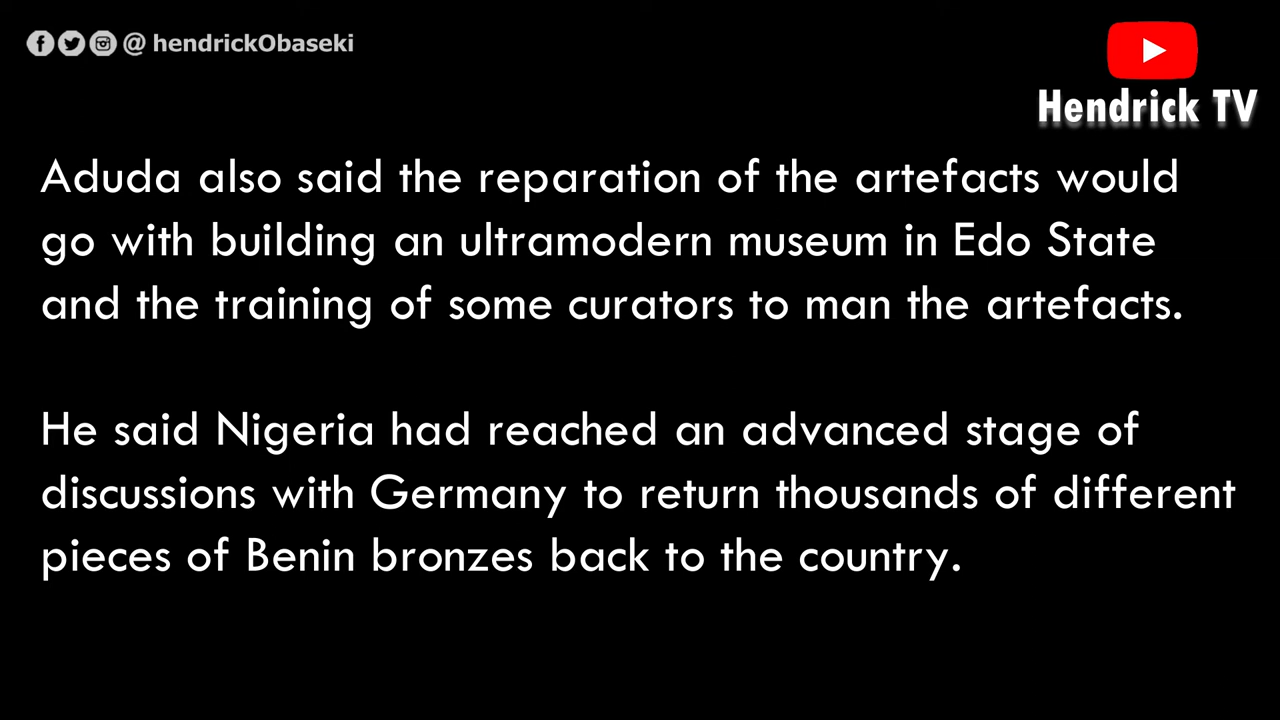 @ hendrickObaseki
Hendrick TV
Aduda also said the reparation of the artefacts would
go with building an ultramodern museum in Edo State
and the training of some curators to man the artefacts.
He said Nigeria had reached an advanced stage of
discussions with Germany to return thousands of different
pieces of Benin bronzes back to the country.